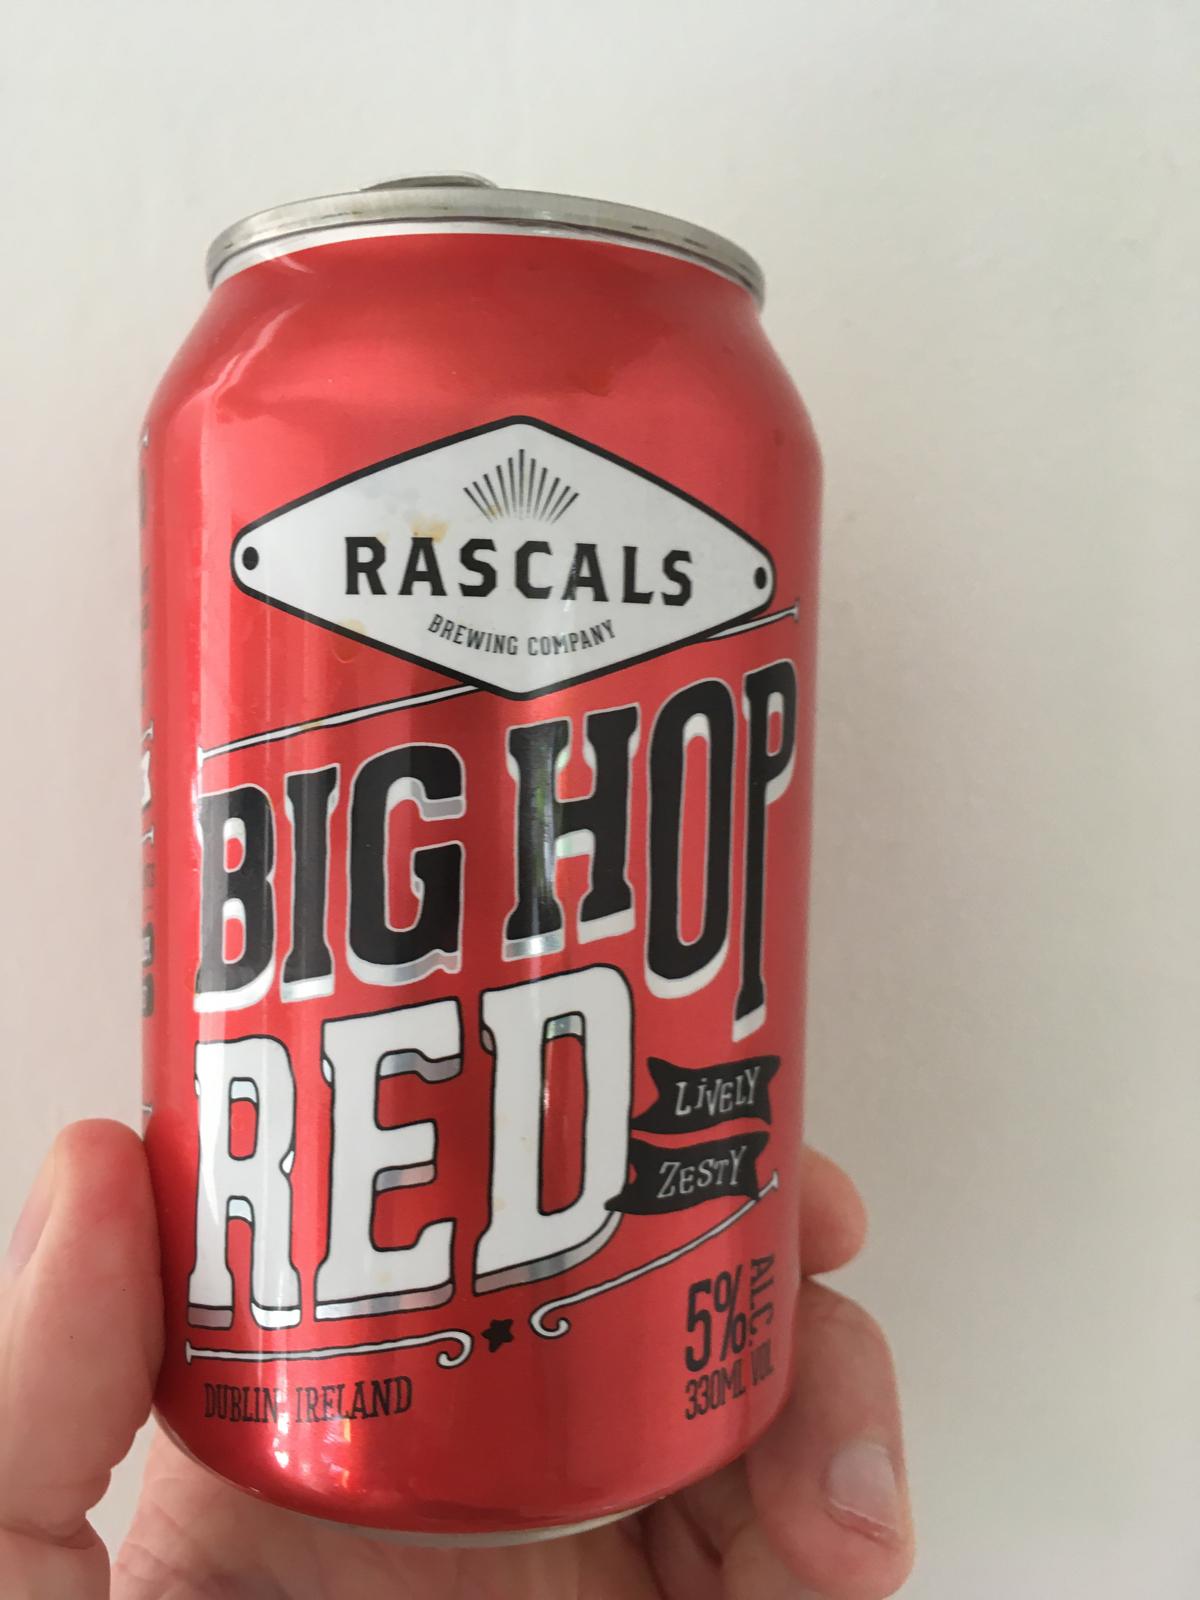 RASCALS
BREWING COMPANY
BIG HOP
RED
LIVELY
ZESTY
5% ALC. VOL
330ML
DUBLIN, IRELAND